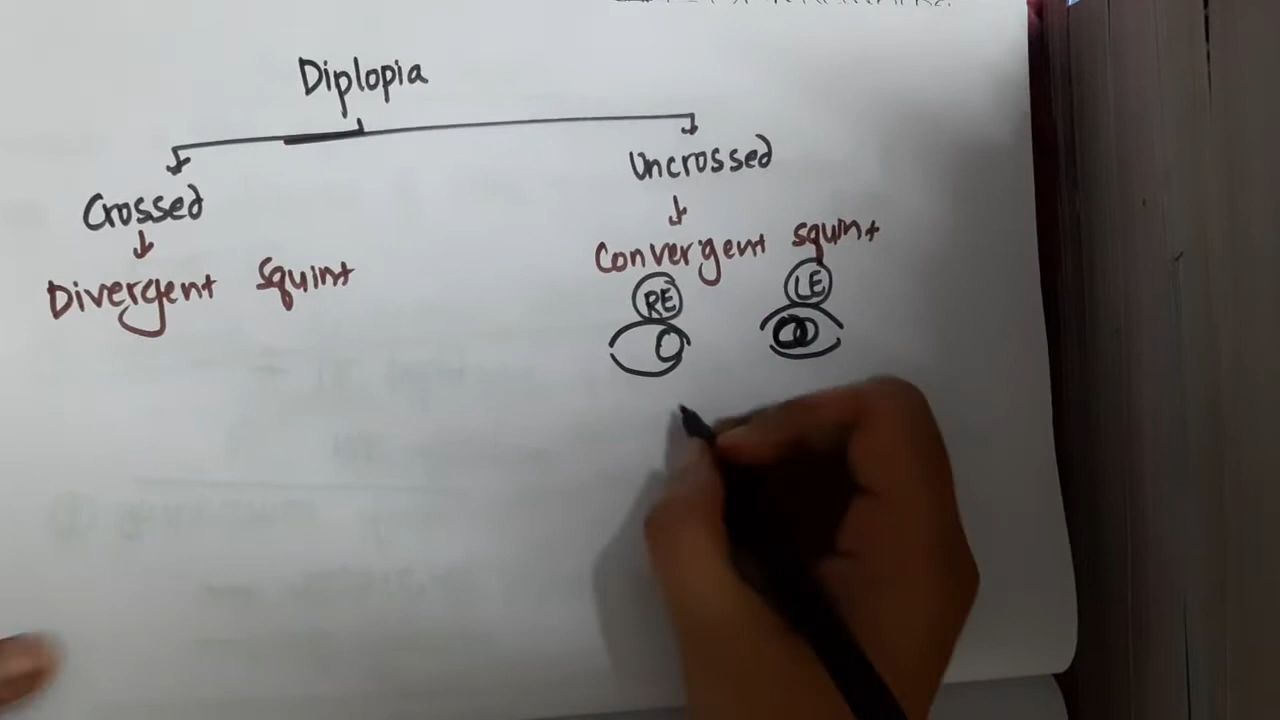 Diplopia
Crossed
Uncrossed
Divergent Squint
Convergent squint
RE
LE